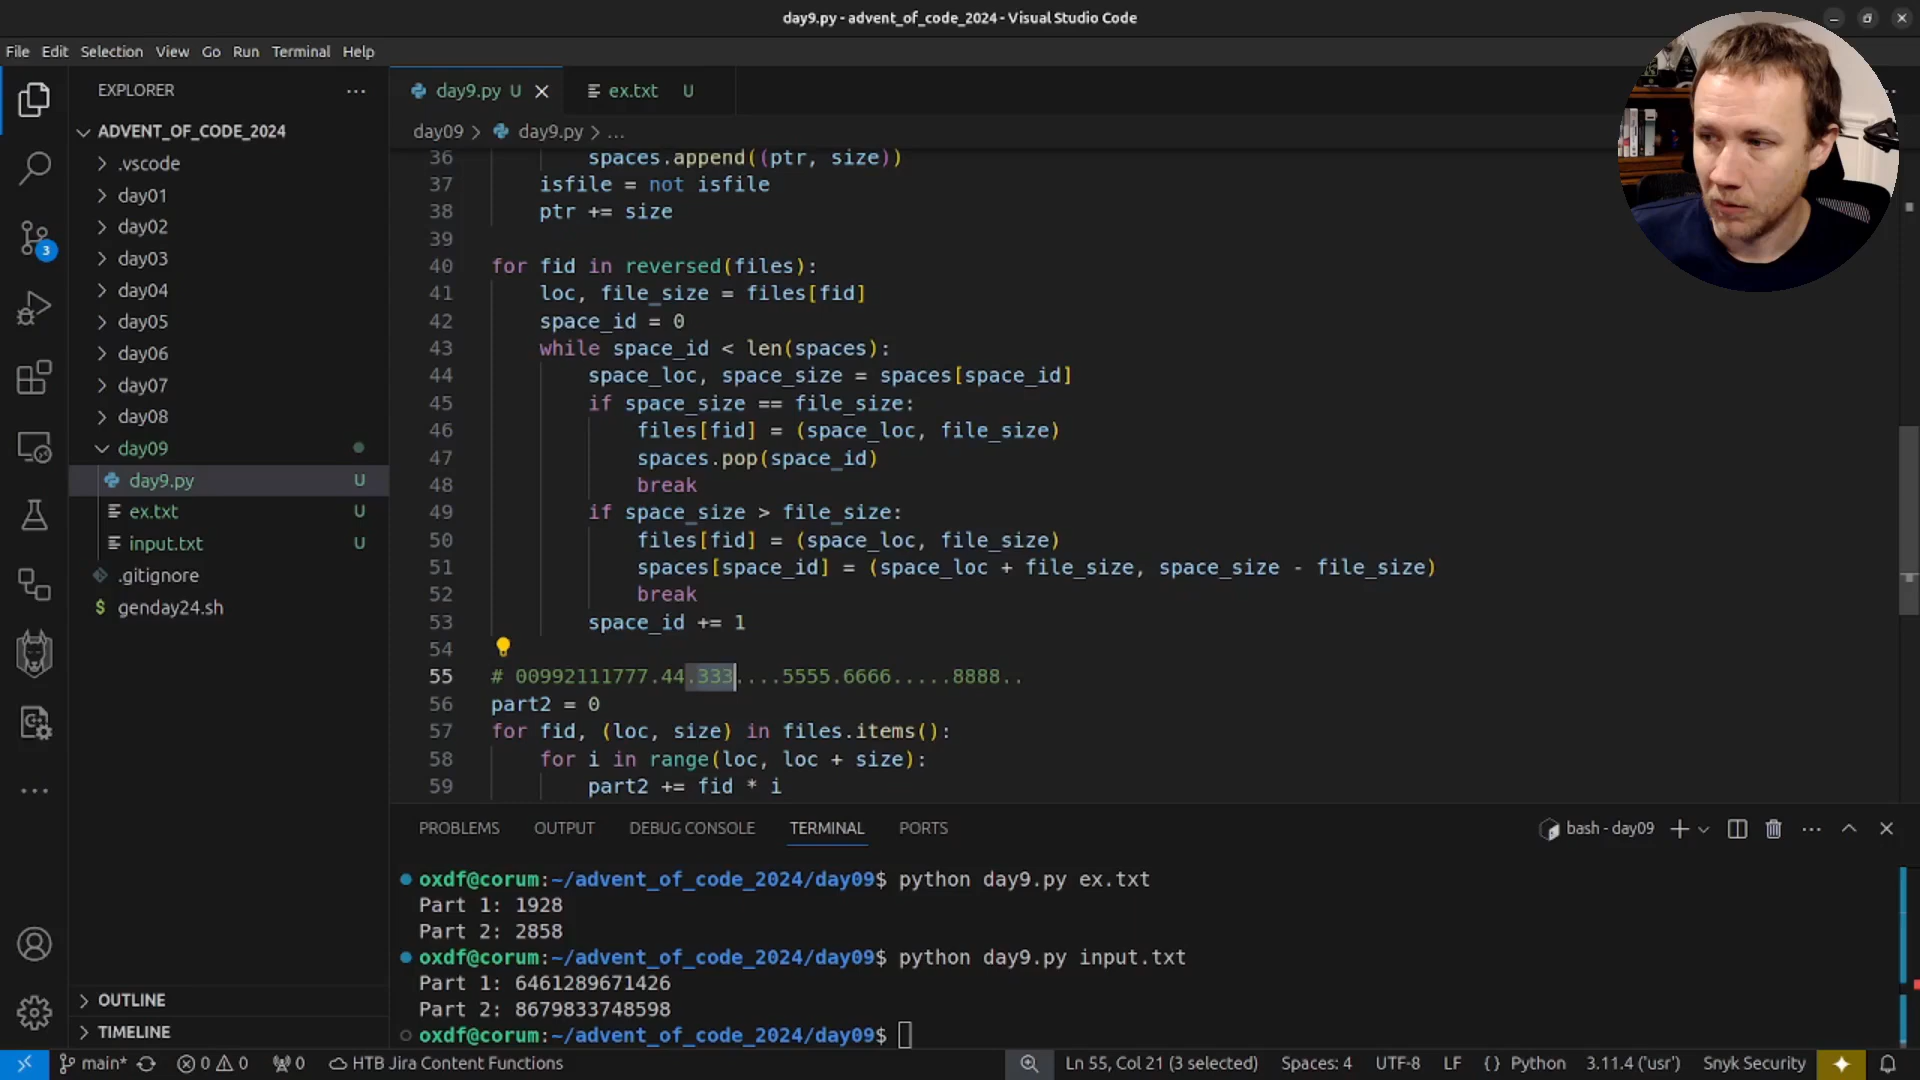 day9.py - advent_of_code_2024 - Visual Studio Code
File Edit Selection View Go Run Terminal Help
EXPLORER
ADVENT_OF_CODE_2024
.vscode
day01
day02
day03
day04
day05
day06
day07
day08
day09
day9.py U
ex.txt U
input.txt U
.gitignore
$ genday24.sh
OUTLINE
TIMELINE
3
day9.py U
ex.txt U
day09 > day9.py > ...
36 spaces.append((ptr, size))
37 isfile = not isfile
38 ptr += size
39
40 for fid in reversed(files):
41 loc, file_size = files[fid]
42 space_id = 0
43 while space_id < len(spaces):
44 space_loc, space_size = spaces[space_id]
45 if space_size == file_size:
46 files[fid] = (space_loc, file_size)
47 spaces.pop(space_id)
48 break
49 if space_size > file_size:
50 files[fid] = (space_loc, file_size)
51 spaces[space_id] = (space_loc + file_size, space_size - file_size)
52 break
53 space_id += 1
54
55 # 00992111777.44.333....5555.6666.....8888..
56 part2 = 0
57 for fid, (loc, size) in files.items():
58 for i in range(loc, loc + size):
59 part2 += fid * i
PROBLEMS OUTPUT DEBUG CONSOLE TERMINAL PORTS
bash - day09
oxdf@corum:~/advent_of_code_2024/day09$ python day9.py ex.txt
Part 1: 1928
Part 2: 2858
oxdf@corum:~/advent_of_code_2024/day09$ python day9.py input.txt
Part 1: 6461289671426
Part 2: 8679833748598
oxdf@corum:~/advent_of_code_2024/day09$
main* 0 0 0 HTB Jira Content Functions
Ln 55, Col 21 (3 selected) Spaces: 4 UTF-8 LF {} Python 3.11.4 ('usr') Snyk Security